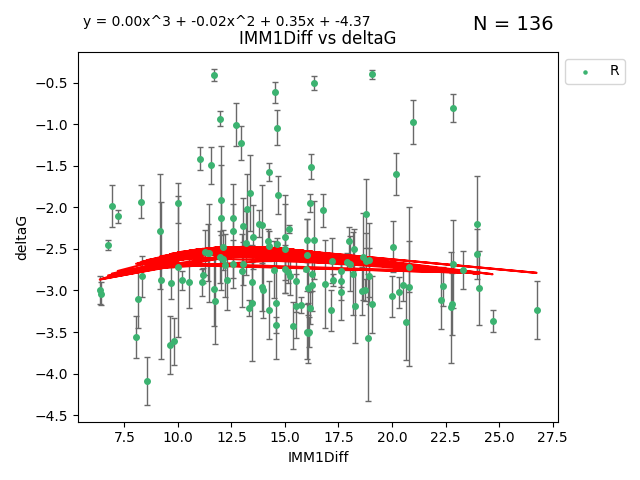 y = 0.00x^3 + -0.02x^2 + 0.35x + -4.37
N = 136
IMM1Diff vs deltaG
R
deltaG
−0.5
−1.0
−1.5
−2.0
−2.5
−3.0
−3.5
−4.0
−4.5
7.5 10.0 12.5 15.0 17.5 20.0 22.5 25.0 27.5
IMM1Diff